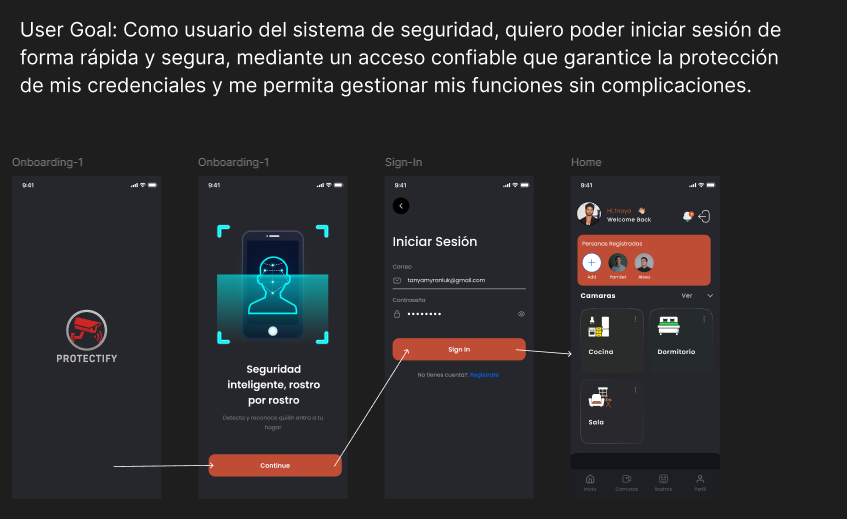 User Goal: Como usuario del sistema de seguridad, quiero poder iniciar sesión de
forma rápida y segura, mediante un acceso confiable que garantice la protección
de mis credenciales y me permita gestionar mis funciones sin complicaciones.
Onboarding-1
9:41
PROTECTIFY
Onboarding-1
9:41
Seguridad
inteligente, rostro
por rostro
Detecta y reconoce quién entra a tu
hogar
Continue
Sign-In
9:41
Iniciar Sesión
Correo
tanyamyroniuk@gmail.com
Contraseña
Sign In
No tienes cuenta?. Registrate
Home
9:41
Welcome Back
Personas Registradas
Add
Yamilet
Camaras
Ver
Cocina
Dormitorio
Sala
Inicio
Camaras
Rostros
Perfil